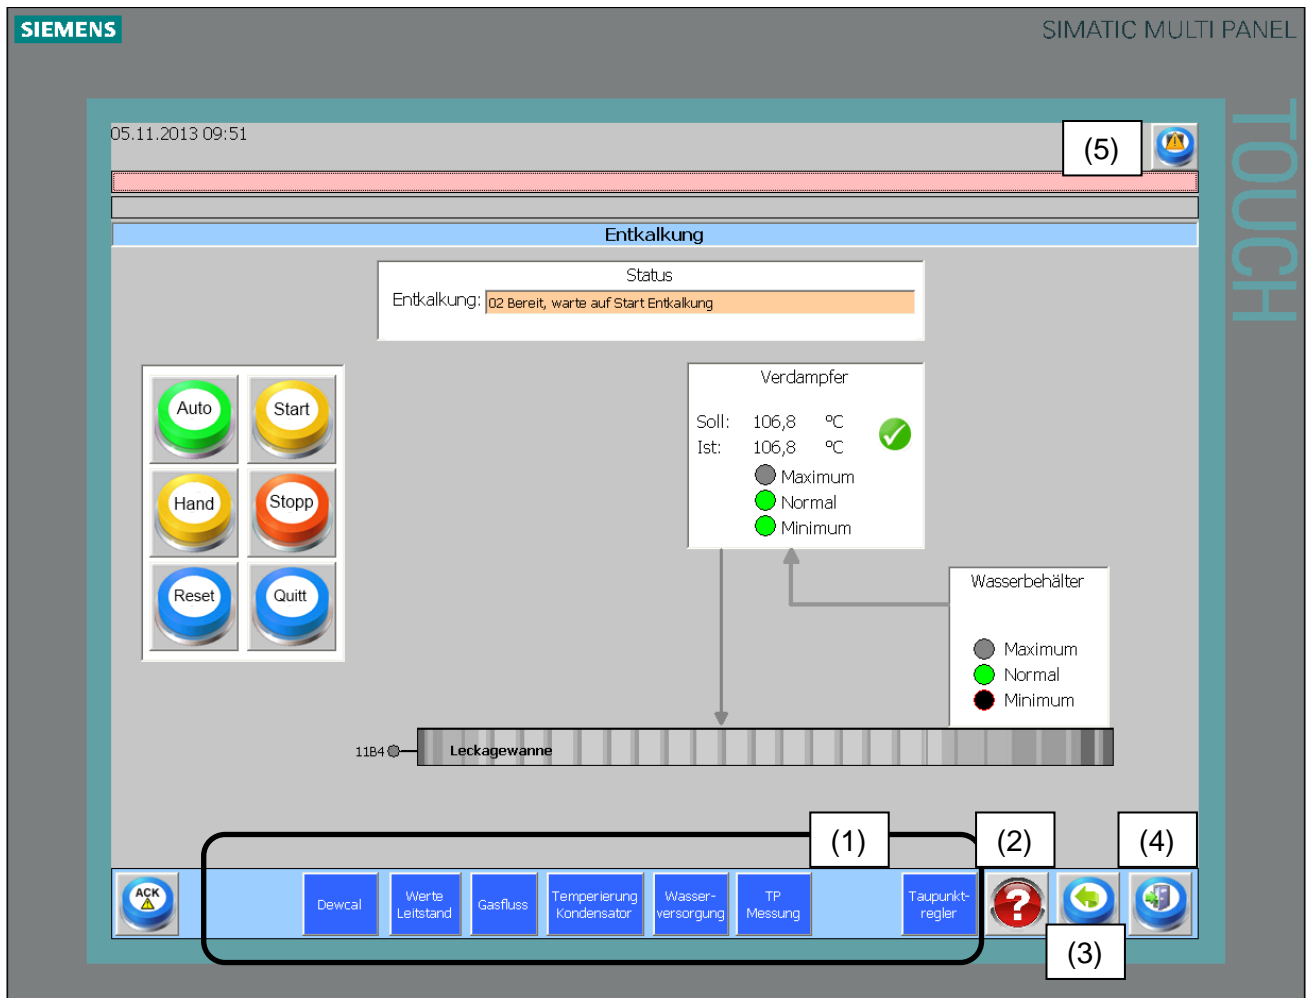 SIEMENS
SIMATIC MULTI PANEL
TOUCH
05.11.2013 09:51
(5)
Entkalkung
Status
Entkalkung: 02 Bereit, warte auf Start Entkalkung
Auto
Start
Hand
Stopp
Reset
Quitt
Verdampfer
Soll: 106,8 °C
Ist: 106,8 °C
Maximum
Normal
Minimum
Wasserbehälter
Maximum
Normal
Minimum
11B4
Leckagewanne
(1)
(2)
(4)
ACK
Dewcal
Werte
Leitstand
Gasfluss
Temperierung
Kondensator
Wasser-
versorgung
TP
Messung
Taupunkt-
regler
?
(3)